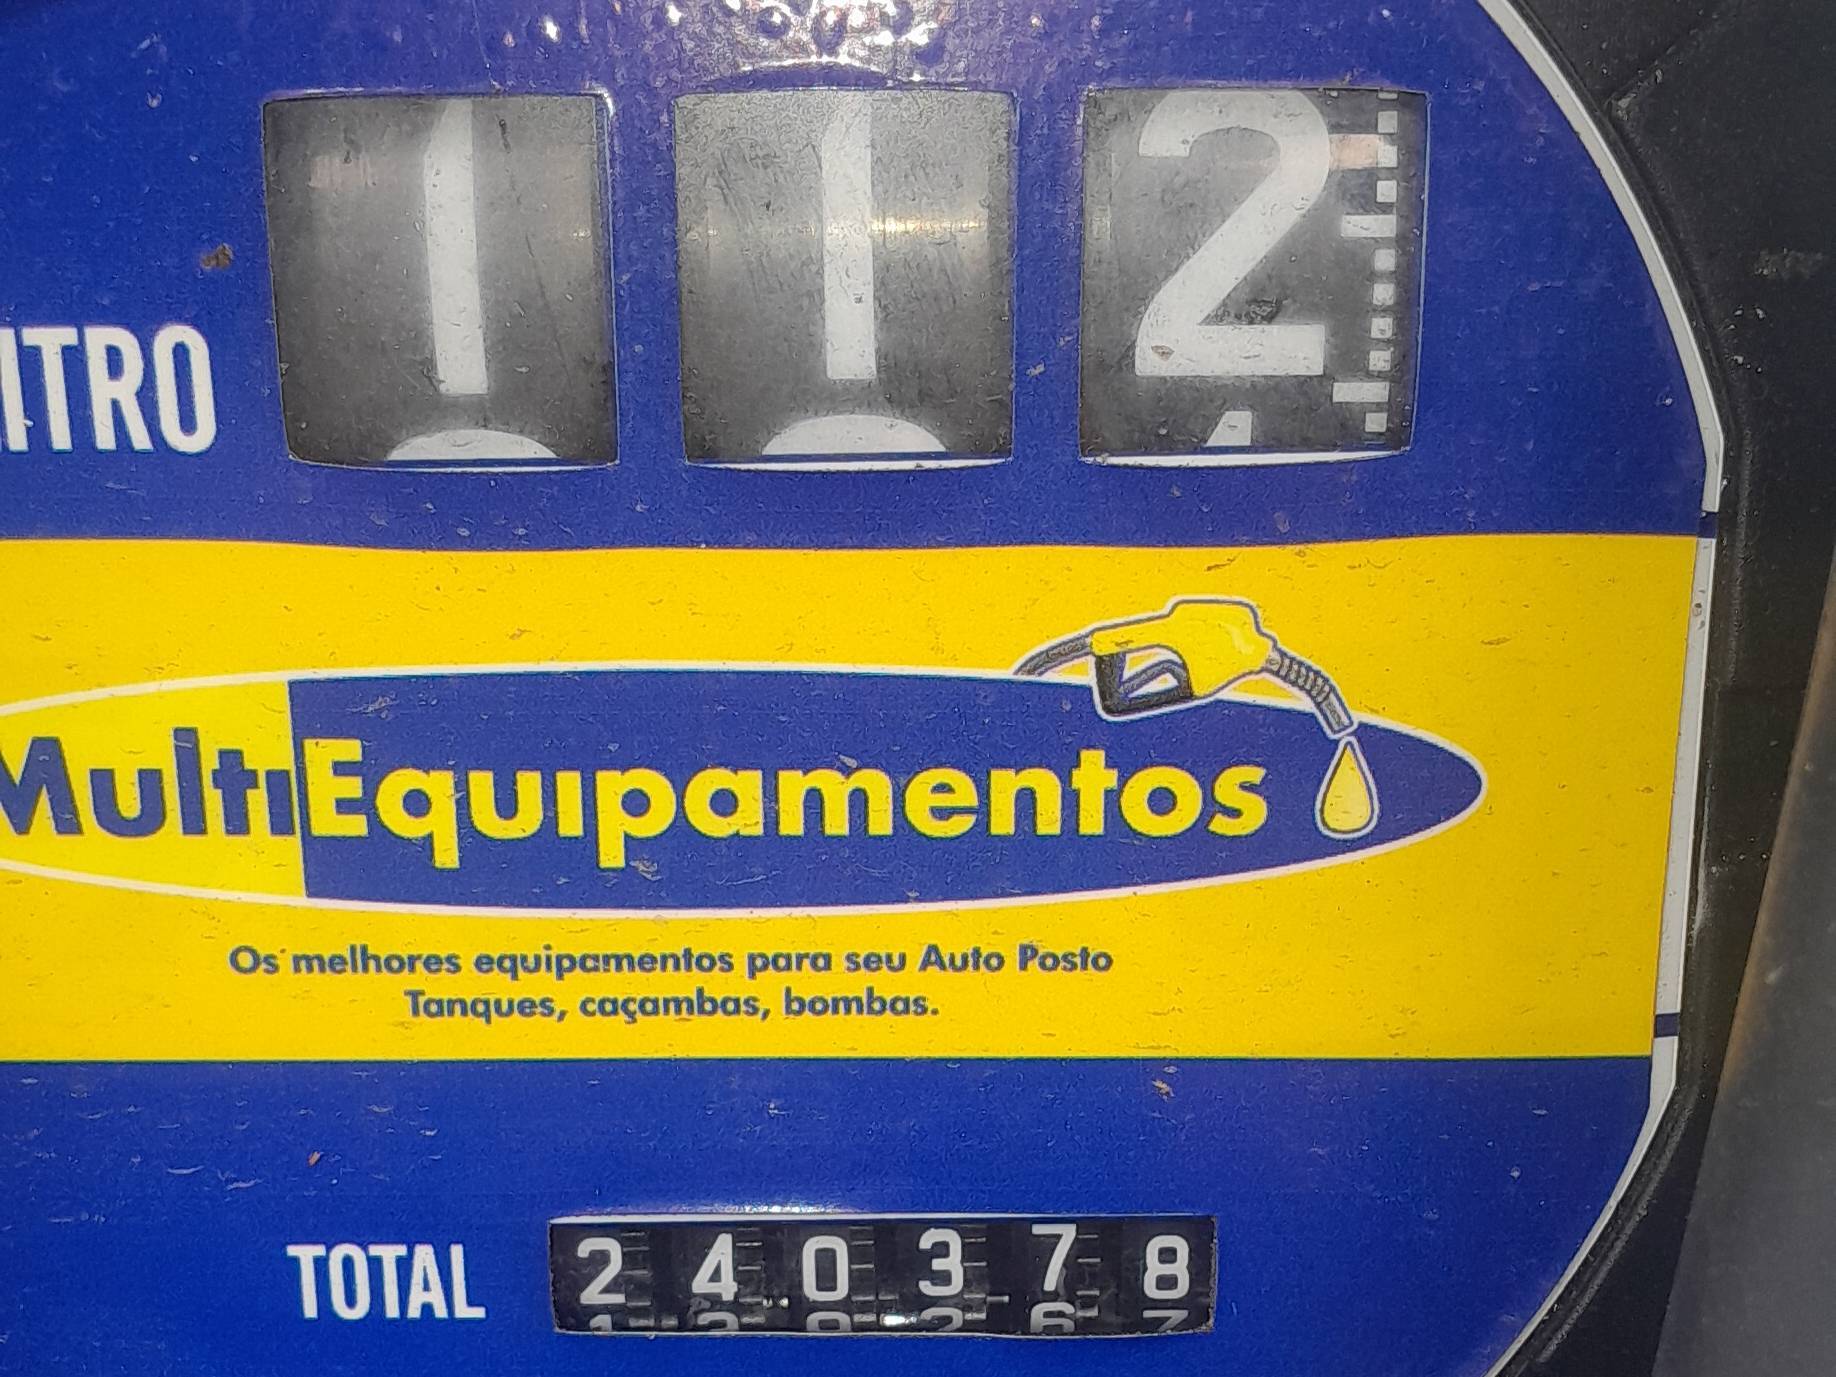 1 1 2
ITRO
MultiEquipamentos
Os melhores equipamentos para seu Auto Posto
Tanques, caçambas, bombas.
TOTAL 2 4 0 3 7 8